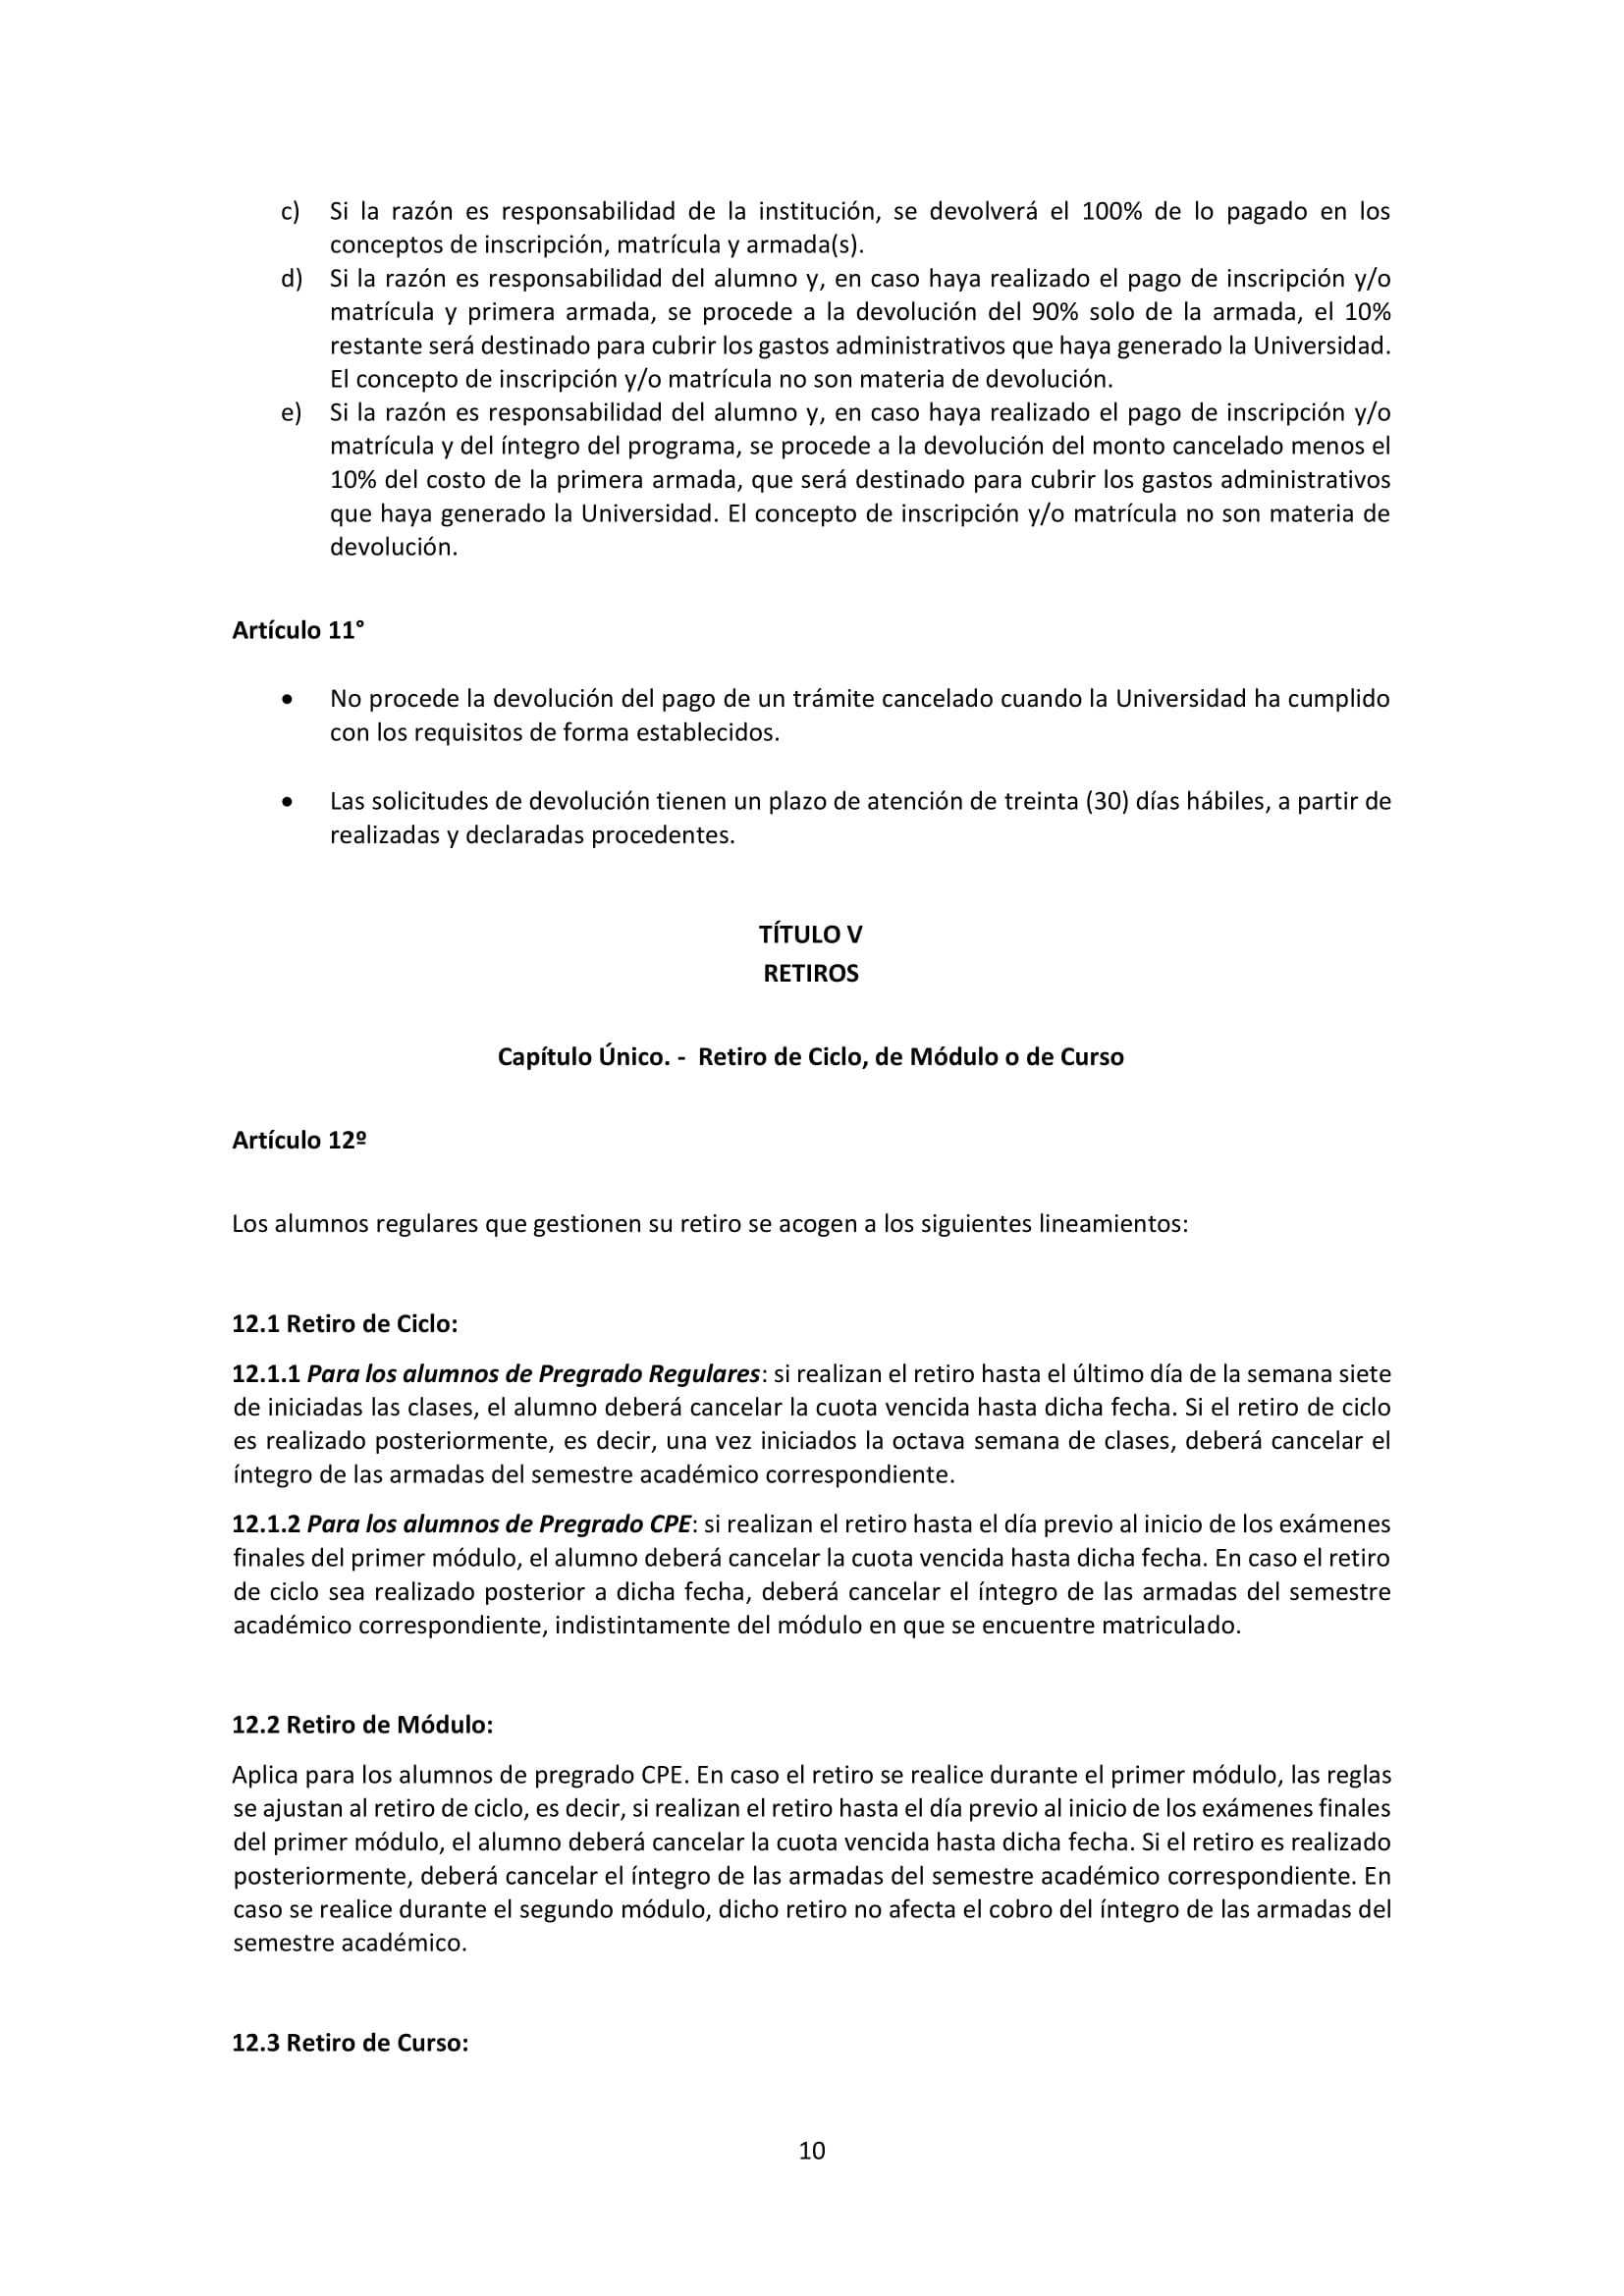 c) Si la razón es responsabilidad de la institución, se devolverá el 100% de lo pagado en los
conceptos de inscripción, matrícula y armada(s).
d) Si la razón es responsabilidad del alumno y, en caso haya realizado el pago de inscripción y/o
matrícula y primera armada, se procede a la devolución del 90% solo de la armada, el 10%
restante será destinado para cubrir los gastos administrativos que haya generado la Universidad.
El concepto de inscripción y/o matrícula no son materia de devolución.
e) Si la razón es responsabilidad del alumno y, en caso haya realizado el pago de inscripción y/o
matrícula y del íntegro del programa, se procede a la devolución del monto cancelado menos el
10% del costo de la primera armada, que será destinado para cubrir los gastos administrativos
que haya generado la Universidad. El concepto de inscripción y/o matrícula no son materia de
devolución.
Artículo 11°
• No procede la devolución del pago de un trámite cancelado cuando la Universidad ha cumplido
con los requisitos de forma establecidos.
• Las solicitudes de devolución tienen un plazo de atención de treinta (30) días hábiles, a partir de
realizadas y declaradas procedentes.
TÍTULO V
RETIROS
Capítulo Único. - Retiro de Ciclo, de Módulo o de Curso
Artículo 12º
Los alumnos regulares que gestionen su retiro se acogen a los siguientes lineamientos:
12.1 Retiro de Ciclo:
12.1.1 Para los alumnos de Pregrado Regulares: si realizan el retiro hasta el último día de la semana siete
de iniciadas las clases, el alumno deberá cancelar la cuota vencida hasta dicha fecha. Si el retiro de ciclo
es realizado posteriormente, es decir, una vez iniciados la octava semana de clases, deberá cancelar el
íntegro de las armadas del semestre académico correspondiente.
12.1.2 Para los alumnos de Pregrado CPE: si realizan el retiro hasta el día previo al inicio de los exámenes
finales del primer módulo, el alumno deberá cancelar la cuota vencida hasta dicha fecha. En caso el retiro
de ciclo sea realizado posterior a dicha fecha, deberá cancelar el íntegro de las armadas del semestre
académico correspondiente, indistintamente del módulo en que se encuentre matriculado.
12.2 Retiro de Módulo:
Aplica para los alumnos de pregrado CPE. En caso el retiro se realice durante el primer módulo, las reglas
se ajustan al retiro de ciclo, es decir, si realizan el retiro hasta el día previo al inicio de los exámenes finales
del primer módulo, el alumno deberá cancelar la cuota vencida hasta dicha fecha. Si el retiro es realizado
posteriormente, deberá cancelar el íntegro de las armadas del semestre académico correspondiente. En
caso se realice durante el segundo módulo, dicho retiro no afecta el cobro del íntegro de las armadas del
semestre académico.
12.3 Retiro de Curso:
10